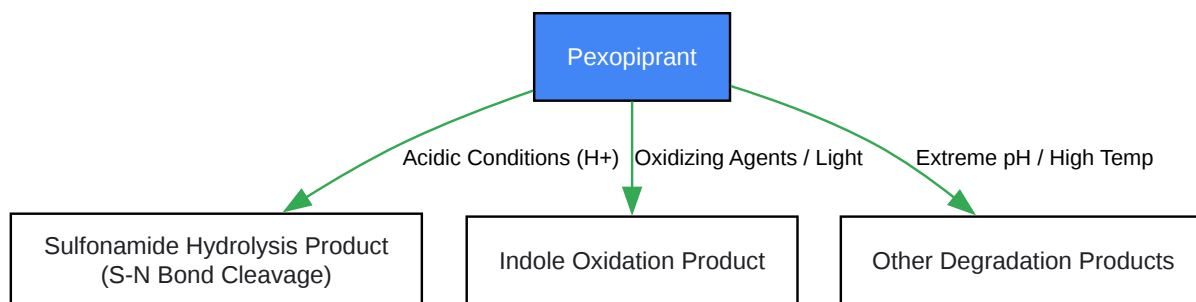 Pexopiprant
Acidic Conditions (H+)
Oxidizing Agents / Light
Extreme pH / High Temp
Sulfonamide Hydrolysis Product
(S-N Bond Cleavage)
Indole Oxidation Product
Other Degradation Products